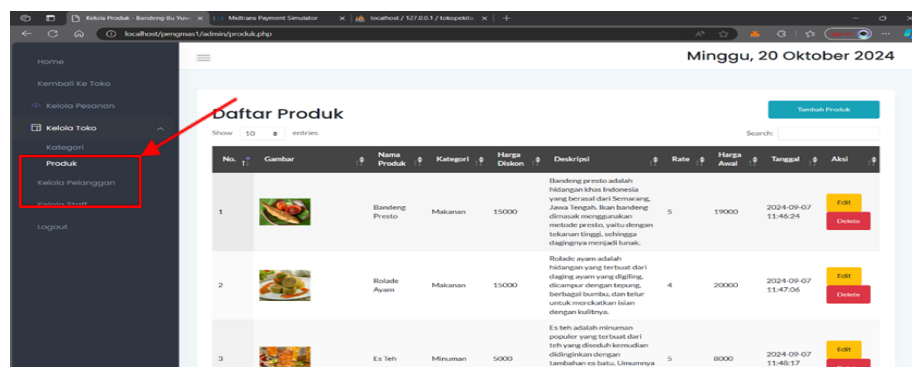 Kelola Produk - Bandeng Bu Yuw
Midtrans Payment Simulator
localhost / 127.0.0.1 / tokopekita
localhost/pengmas1/admin/produk.php
Home
Kembali Ke Toko
Kelola Pesanan
Kelola Toko
Kategori
Produk
Kelola Pelanggan
Kelola Staff
Logout
Minggu, 20 Oktober 2024
Daftar Produk
Tambah Produk
Show 10 entries
Search:
No. Gambar Nama Produk Kategori Harga Diskon Deskripsi Rate Harga Awal Tanggal Aksi
1 Bandeng Presto Makanan 15000
Bandeng presto adalah
hidangan khas Indonesia
yang berasal dari Semarang,
Jawa Tengah. Ikan bandeng
dimasak menggunakan
metode presto, yaitu dengan
tekanan tinggi, sehingga
dagingnya menjadi lunak.
5 19000 2024-09-07 11:46:24
Edit
Delete
2 Rolade Ayam Makanan 15000
Rolade ayam adalah
hidangan yang terbuat dari
daging ayam yang digiling,
dicampur dengan tepung,
berbagai bumbu, dan telur
untuk merekatkan isian
dengan kulitnya.
4 20000 2024-09-07 11:47:06
Edit
Delete
3 Es Teh Minuman 5000
Es teh adalah minuman
populer yang terbuat dari
teh yang diseduh kemudian
didinginkan dengan
tambahan es batu. Umumnya
5 8000 2024-09-07 11:48:17
Edit